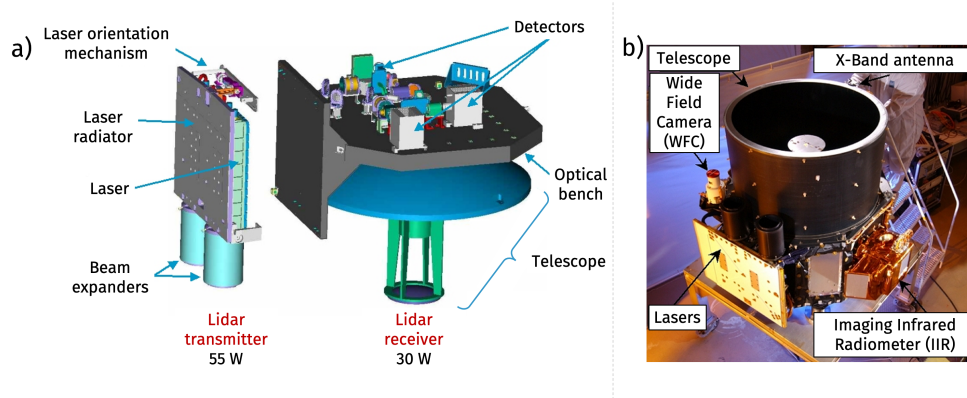 a)
Laser orientation
mechanism
Laser
radiator
Laser
Beam
expanders
Detectors
Optical
bench
Telescope
Lidar
transmitter
55 W
Lidar
receiver
30 W
b)
Telescope
X-Band antenna
Wide
Field
Camera
(WFC)
Lasers
Imaging Infrared
Radiometer (IIR)